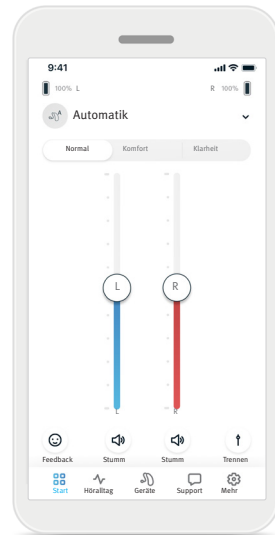 9:41
100% L R 100%
Automatik
Normal Komfort Klarheit
L R
L R
Feedback Stumm Stumm Trennen
Start Höralltag Geräte Support Mehr